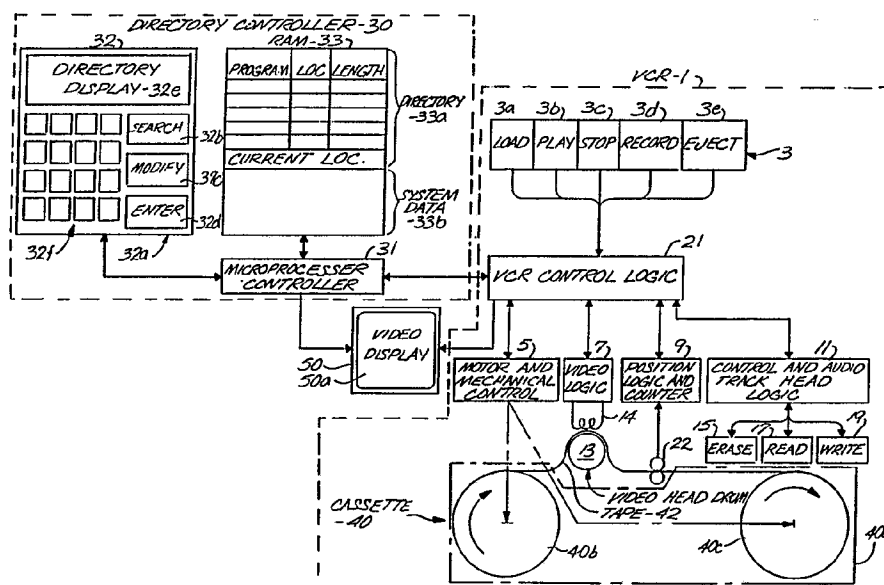 DIRECTORY CONTROLLER-30
32
DIRECTORY
DISPLAY-32e
SEARCH
32b
MODIFY
39c
ENTER
32d
32f
32a
RAM-33
PROGRAM LOC LENGTH
CURRENT LOC.
DIRECTORY
-33a
SYSTEM
DATA
-33b
31
MICROPROCESSER
CONTROLLER
VCR-1
3a 3b 3c 3d 3e
LOAD PLAY STOP RECORD EJECT
3
21
VCR CONTROL LOGIC
VIDEO
DISPLAY
50
50a
5
MOTOR AND
MECHANICAL
CONTROL
7
VIDEO
LOGIC
9
POSITION
LOGIC AND
COUNTER
11
CONTROL AND AUDIO
TRACK HEAD
LOGIC
14
13
22
15
ERASE
17
READ
19
WRITE
VIDEO HEAD DRUM
TAPE-42
CASSETTE
-40
40b
40c